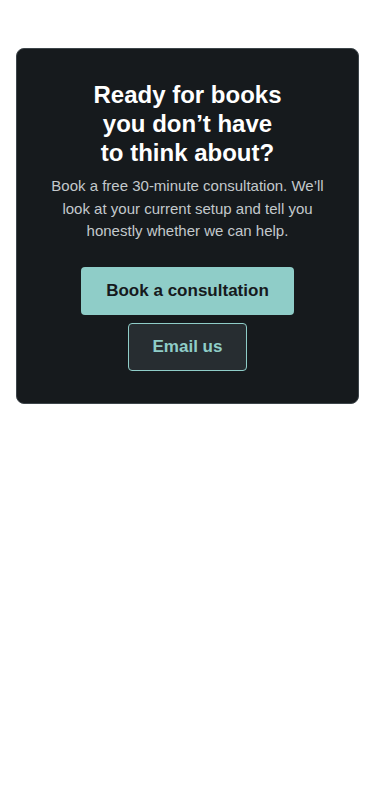 Ready for books
you don’t have
to think about?
Book a free 30-minute consultation. We’ll
look at your current setup and tell you
honestly whether we can help.
Book a consultation
Email us